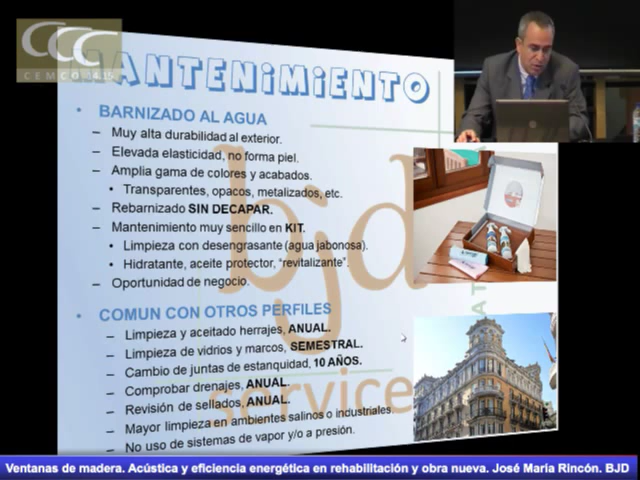 CCC
CEMCO 04.15
MANTENIMIENTO
• BARNIZADO AL AGUA
– Muy alta durabilidad al exterior.
– Elevada elasticidad, no forma piel.
– Amplia gama de colores y acabados.
• Transparentes, opacos, metalizados, etc.
– Rebarnizado SIN DECAPAR.
– Mantenimiento muy sencillo en KIT.
• Limpieza con desengrasante (agua jabonosa).
• Hidratante, aceite protector, “revitalizante”.
– Oportunidad de negocio.
• COMUN CON OTROS PERFILES
– Limpieza y aceitado herrajes, ANUAL.
– Limpieza de vidrios y marcos, SEMESTRAL.
– Cambio de juntas de estanquidad, 10 AÑOS.
– Comprobar drenajes, ANUAL.
– Revisión de sellados, ANUAL.
– Mayor limpieza en ambientes salinos o industriales.
– No uso de sistemas de vapor y/o a presión.
bjd
service
Ventanas de madera. Acústica y eficiencia energética en rehabilitación y obra nueva. José María Rincón. BJD